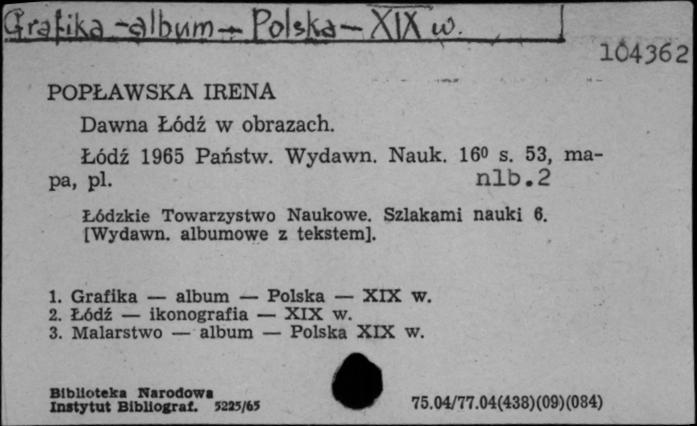 Grafika - album - Polska - XIX w.
104362
POPŁAWSKA IRENA
Dawna Łódź w obrazach.
Łódź 1965 Państw. Wydawn. Nauk. 16⁰ s. 53, ma-
pa, pl. nlb.2
Łódzkie Towarzystwo Naukowe. Szlakami nauki 6.
[Wydawn. albumowe z tekstem].
1. Grafika — album — Polska — XIX w.
2. Łódź — ikonografia — XIX w.
3. Malarstwo — album — Polska XIX w.
Biblioteka Narodowa
Instytut Bibliograf. 5225/65 75.04/77.04(438)(09)(084)